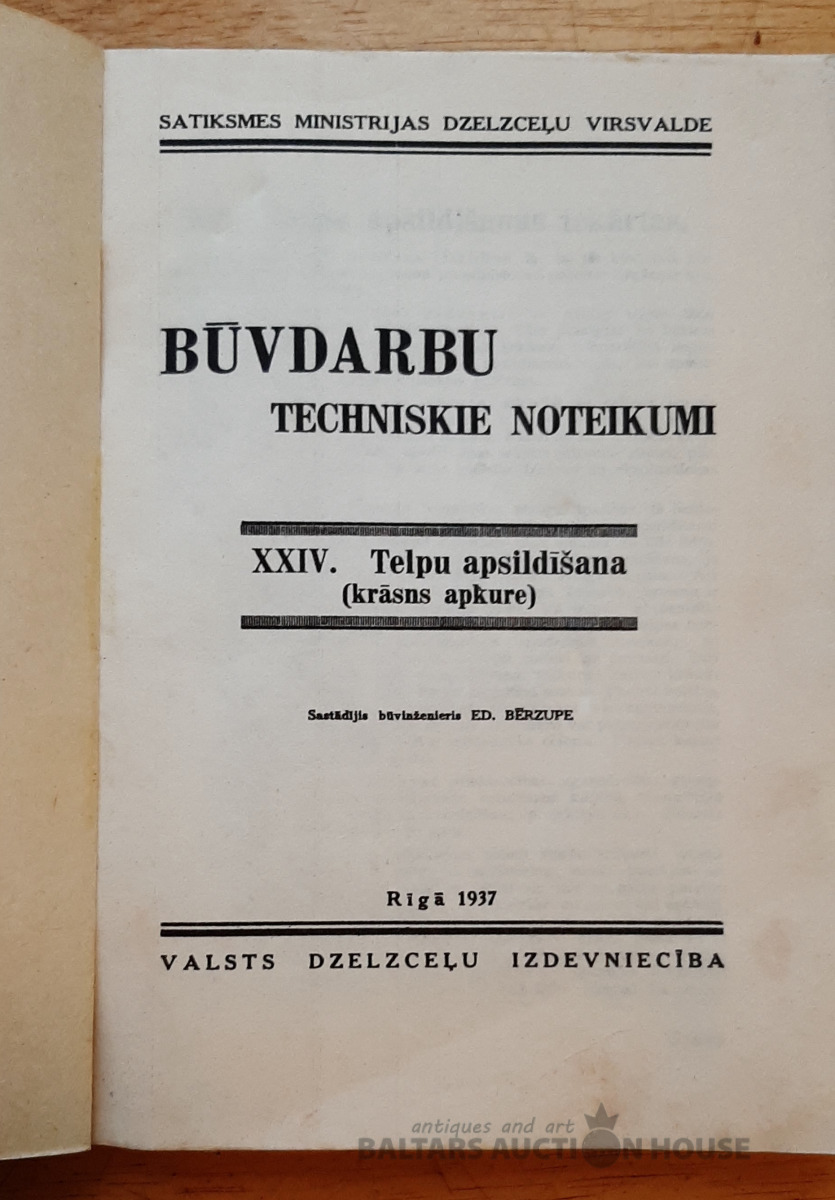 SATIKSMES MINISTRIJAS DZELZCEĻU VIRSVALDE
BŪVDARBU
TECHNISKIE NOTEIKUMI
XXIV. Telpu apsildīšana
(krāsns apkure)
Sastādījis būvinženieris ED. BĒRZUPE
Rīgā 1937
VALSTS DZELZCEĻU IZDEVNIECĪBA
antiques and art
BALTARS AUCTION HOUSE